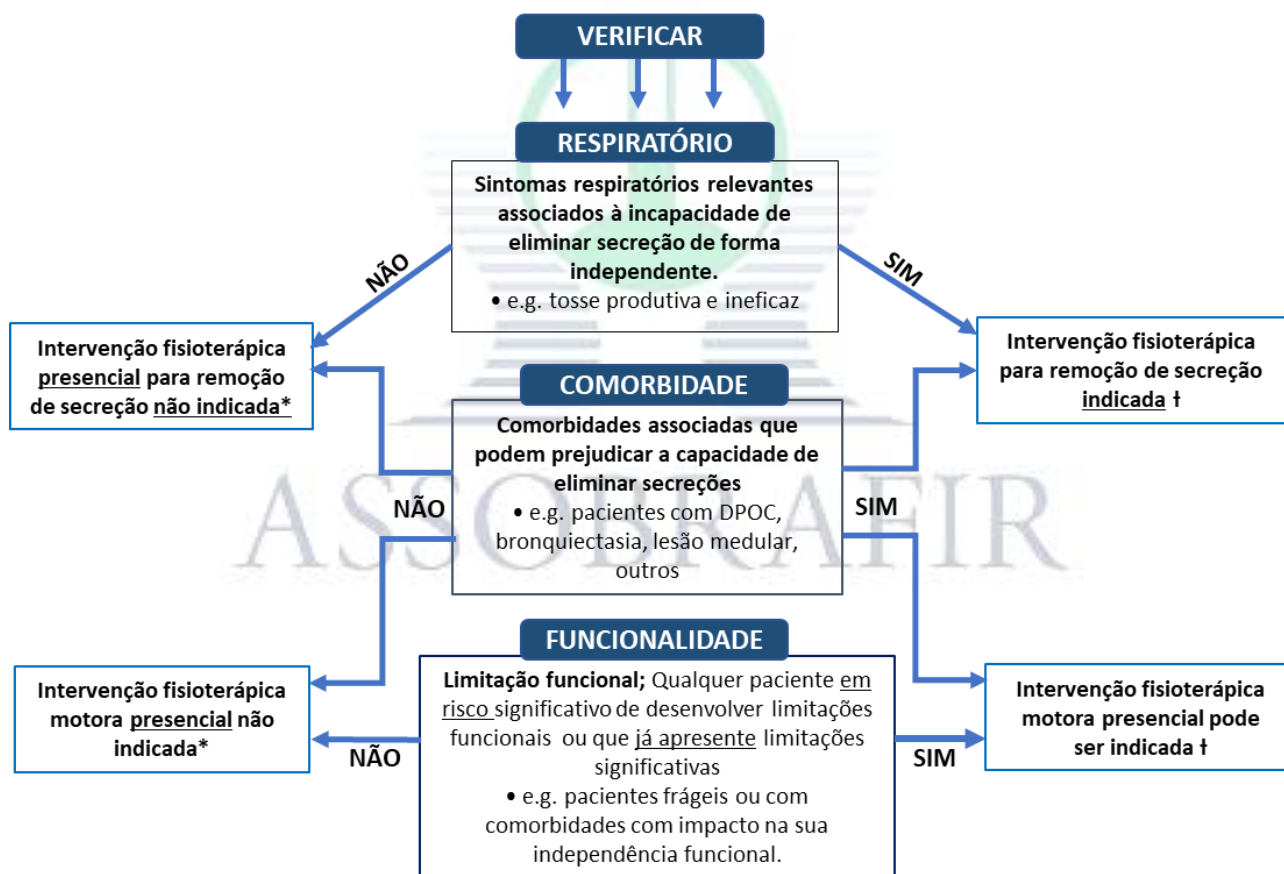 VERIFICAR
RESPIRATÓRIO
Sintomas respiratórios relevantes
associados à incapacidade de
eliminar secreção de forma
independente.
• e.g. tosse produtiva e ineficaz
NÃO
SIM
Intervenção fisioterápica
presencial para remoção
de secreção não indicada*
Intervenção fisioterápica
para remoção de secreção
indicada ƚ
COMORBIDADE
Comorbidades associadas que
podem prejudicar a capacidade de
eliminar secreções
• e.g. pacientes com DPOC,
bronquiectasia, lesão medular,
outros
NÃO
SIM
ASSOBRAFIR
FUNCIONALIDADE
Limitação funcional; Qualquer paciente em
risco significativo de desenvolver limitações
funcionais ou que já apresente limitações
significativas
• e.g. pacientes frágeis ou com
comorbidades com impacto na sua
independência funcional.
NÃO
SIM
Intervenção fisioterápica
motora presencial não
indicada*
Intervenção fisioterápica
motora presencial pode
ser indicada ƚ